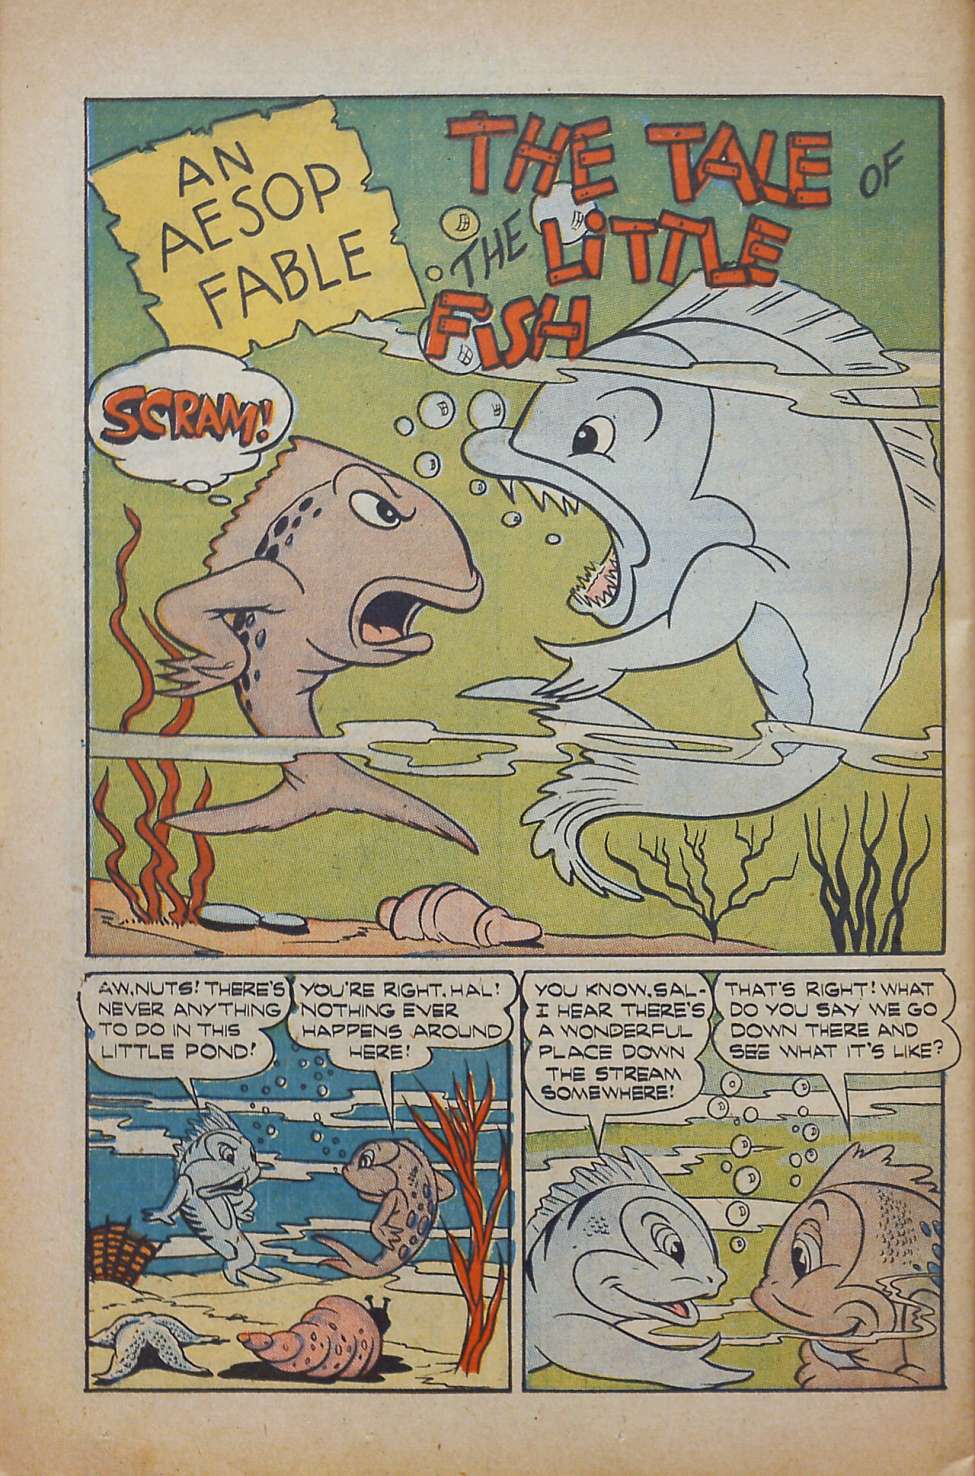 AN
AESOP
FABLE
THE TALE OF
THE LiTTLE
FiSH
SCRAM!
AW, NUTS! THERE'S
NEVER ANYTHING
TO DO IN THIS
LITTLE POND!
YOU'RE RIGHT, HAL!
NOTHING EVER
HAPPENS AROUND
HERE!
YOU KNOW, SAL,
I HEAR THERE'S
A WONDERFUL
PLACE DOWN
THE STREAM
SOMEWHERE!
THAT'S RIGHT! WHAT
DO YOU SAY WE GO
DOWN THERE AND
SEE WHAT IT'S LIKE?